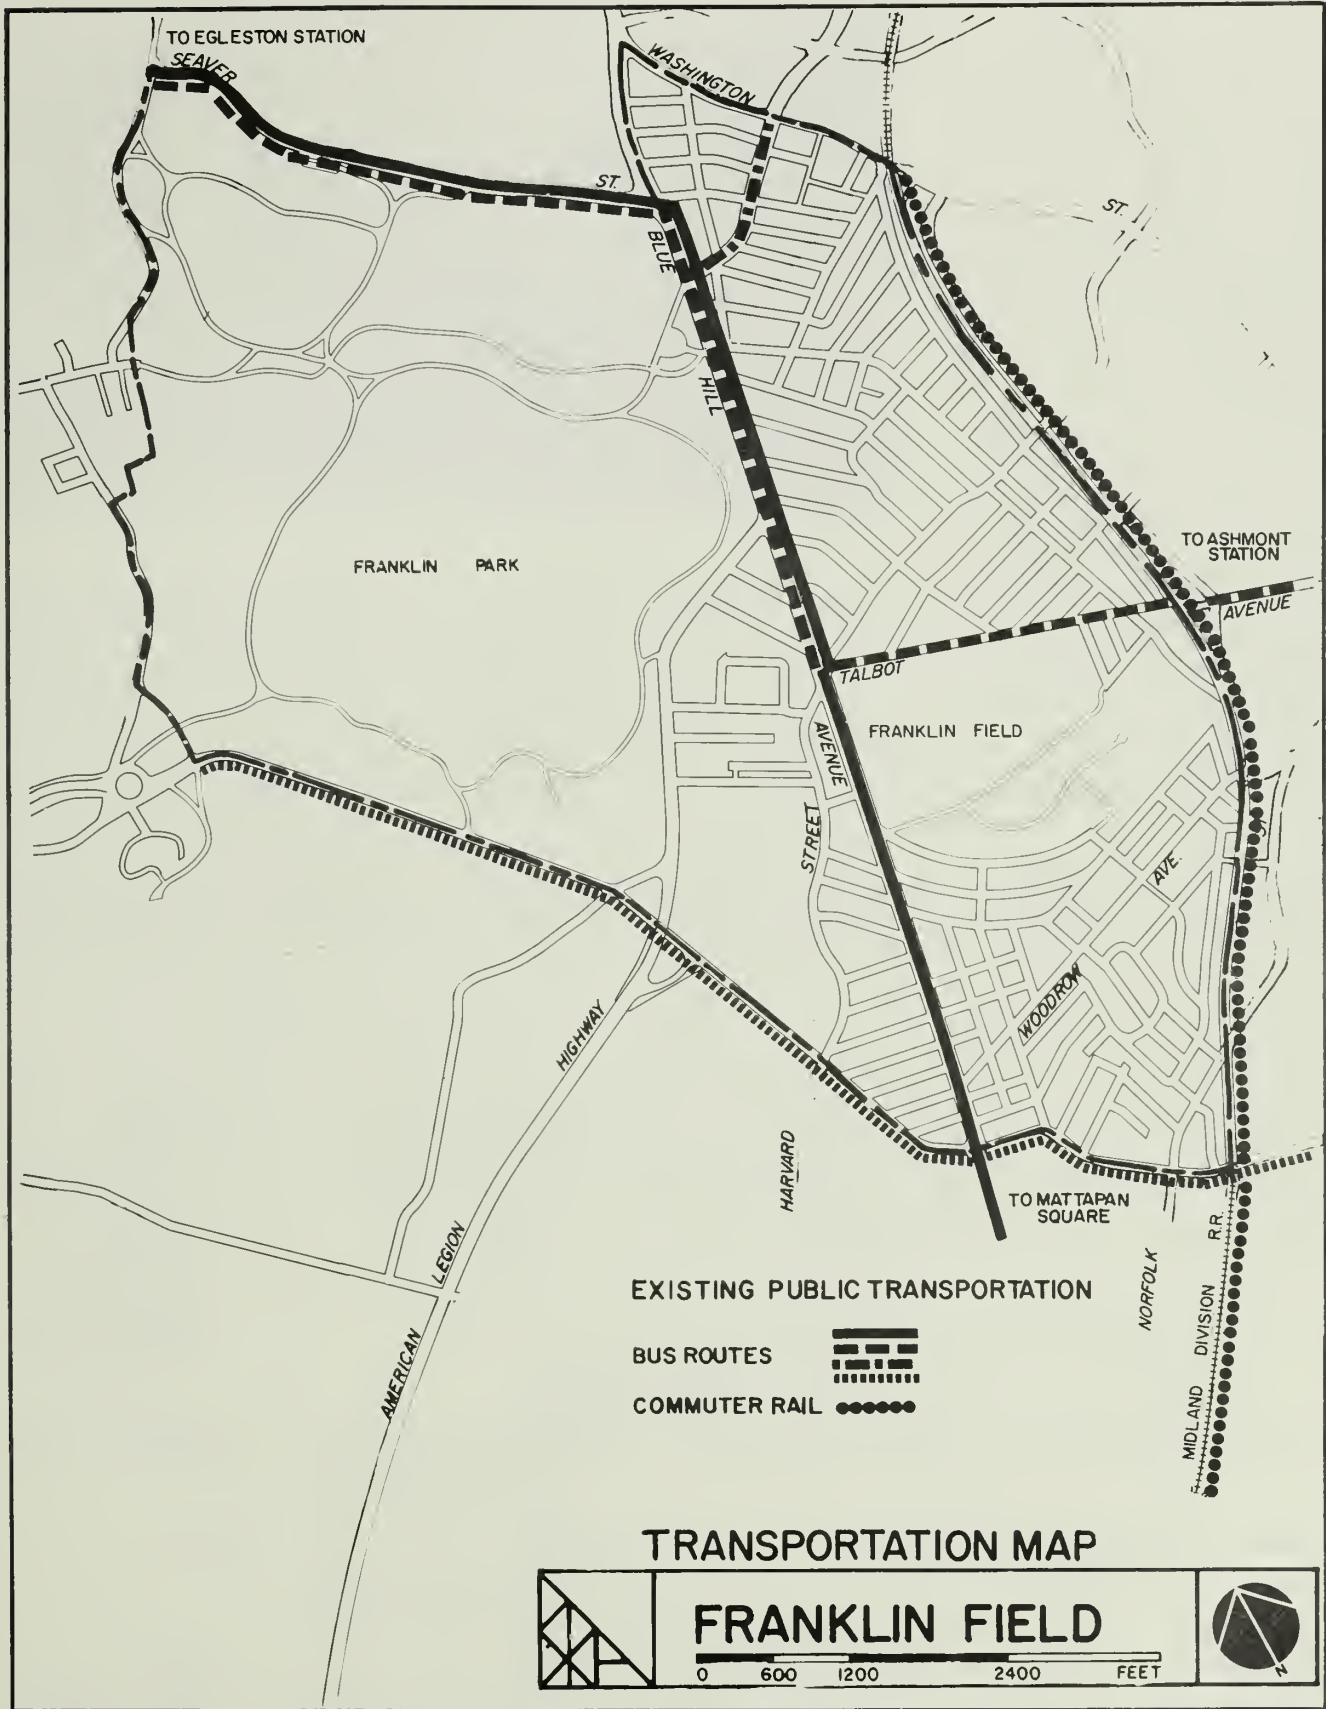 TO EGLESTON STATION
SEAVER
WASHINGTON
ST.
ST.
BLUE
HILL
TO ASHMONT
STATION
FRANKLIN PARK
AVENUE
TALBOT
FRANKLIN FIELD
AVENUE
STREET
ST.
AVE.
WOODROW
HIGHWAY
HARVARD
TO MATTAPAN
SQUARE
R.R.
LEGION
NORFOLK
EXISTING PUBLIC TRANSPORTATION
DIVISION
BUS ROUTES
AMERICAN
COMMUTER RAIL
MIDLAND
TRANSPORTATION MAP
FRANKLIN FIELD
0 600 1200 2400 FEET
N